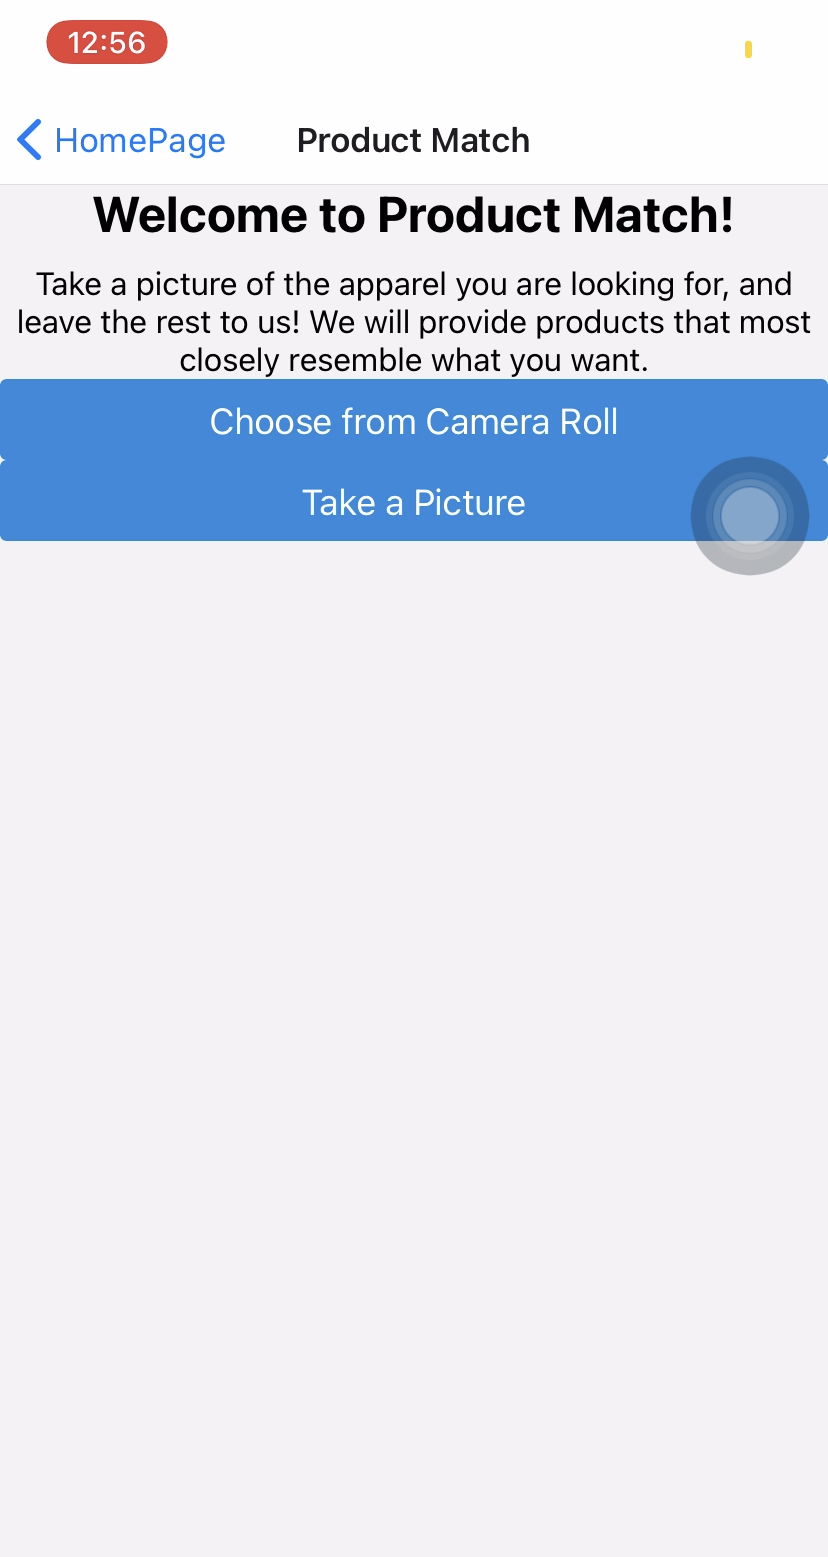 12:56
HomePage
Product Match
Welcome to Product Match!
Take a picture of the apparel you are looking for, and
leave the rest to us! We will provide products that most
closely resemble what you want.
Choose from Camera Roll
Take a Picture